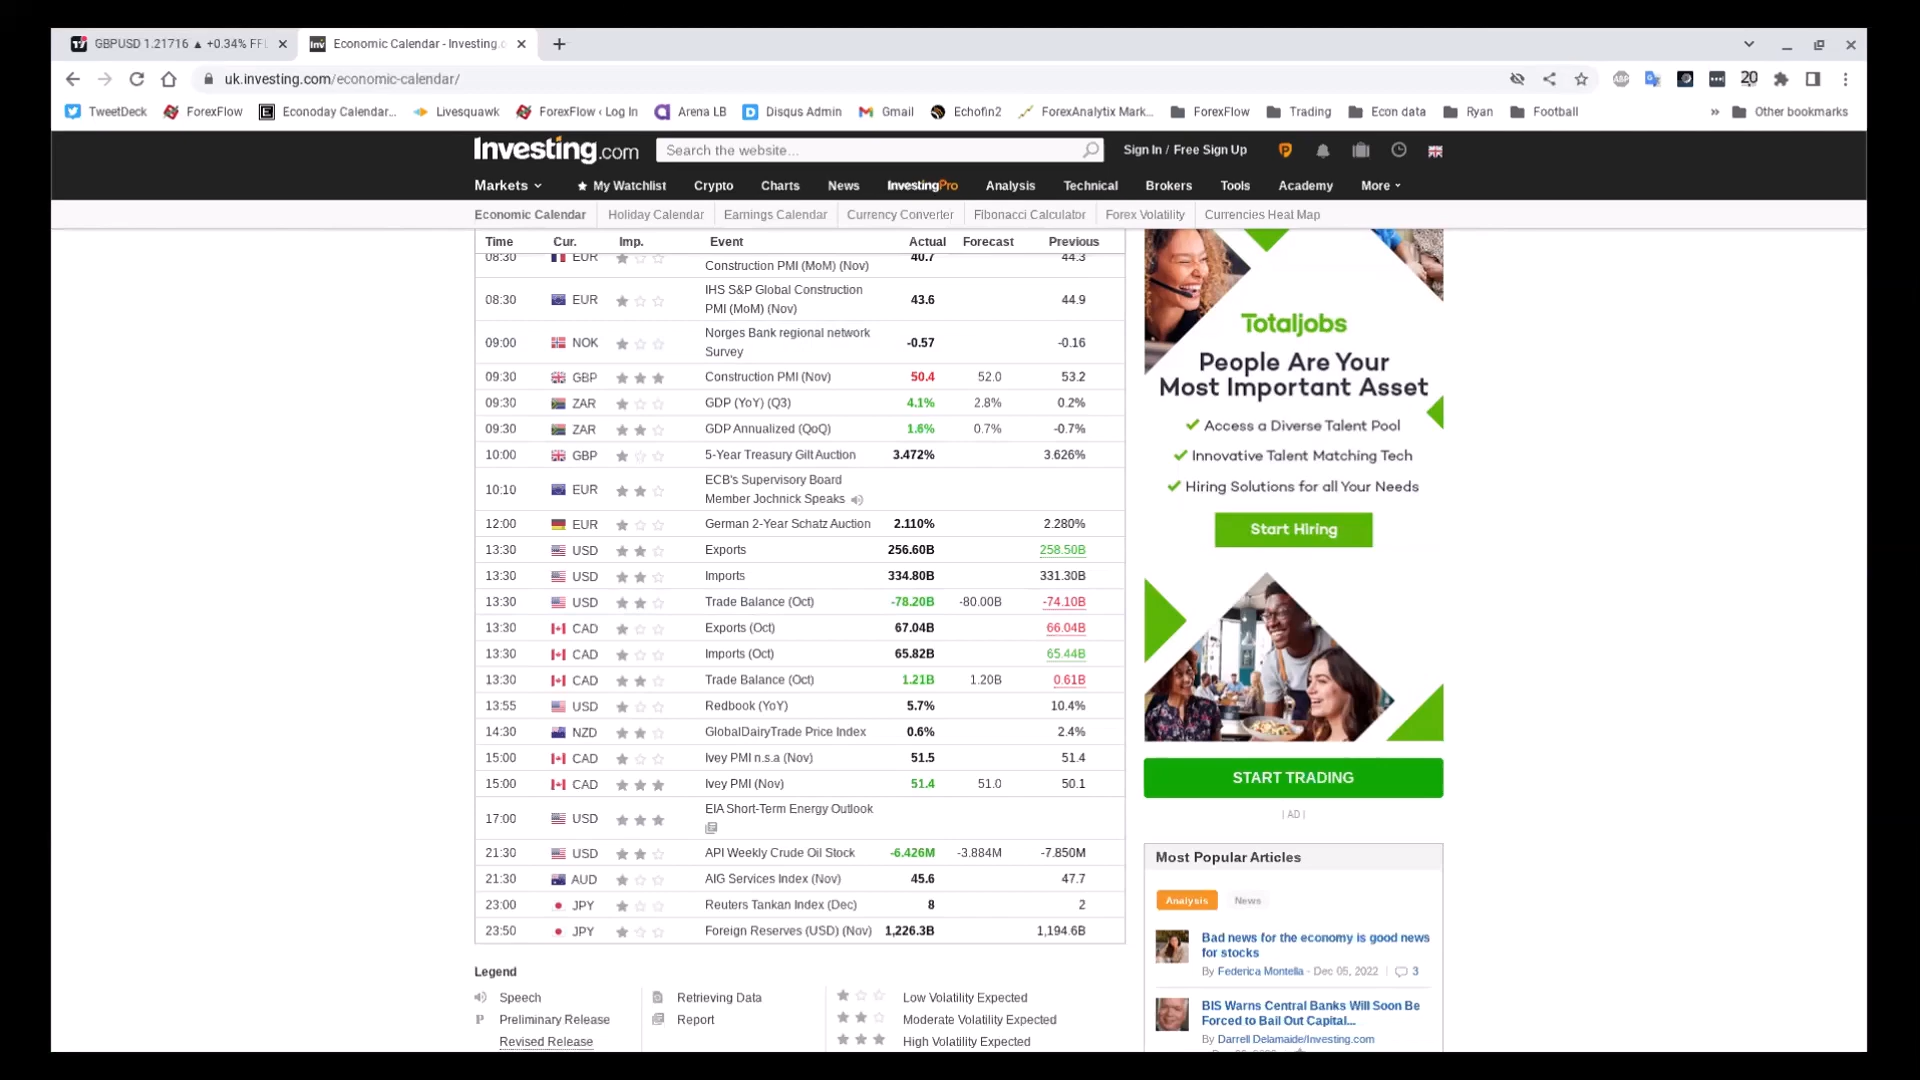 GBPUSD 1.21716 ▲ +0.34% FF
Economic Calendar - Investing.c
uk.investing.com/economic-calendar/
ABP
20
TweetDeck ForexFlow Econoday Calendar... Livesquawk ForexFlow ‹ Log In Arena LB Disqus Admin Gmail Echofin2 ForexAnalytix Mark... ForexFlow Trading Econ data Ryan Football » Other bookmarks
Investing.com Search the website... Sign In / Free Sign Up
Markets My Watchlist Crypto Charts News InvestingPro Analysis Technical Brokers Tools Academy More
Economic Calendar Holiday Calendar Earnings Calendar Currency Converter Fibonacci Calculator Forex Volatility Currencies Heat Map
Time Cur. Imp. Event Actual Forecast Previous
08:30 EUR Construction PMI (MoM) (Nov) 40.7 44.3
08:30 EUR IHS S&P Global Construction
PMI (MoM) (Nov) 43.6 44.9
09:00 NOK Norges Bank regional network
Survey -0.57 -0.16
09:30 GBP Construction PMI (Nov) 50.4 52.0 53.2
09:30 ZAR GDP (YoY) (Q3) 4.1% 2.8% 0.2%
09:30 ZAR GDP Annualized (QoQ) 1.6% 0.7% -0.7%
10:00 GBP 5-Year Treasury Gilt Auction 3.472% 3.626%
10:10 EUR ECB's Supervisory Board
Member Jochnick Speaks
12:00 EUR German 2-Year Schatz Auction 2.110% 2.280%
13:30 USD Exports 256.60B 258.50B
13:30 USD Imports 334.80B 331.30B
13:30 USD Trade Balance (Oct) -78.20B -80.00B -74.10B
13:30 CAD Exports (Oct) 67.04B 66.04B
13:30 CAD Imports (Oct) 65.82B 65.44B
13:30 CAD Trade Balance (Oct) 1.21B 1.20B 0.61B
13:55 USD Redbook (YoY) 5.7% 10.4%
14:30 NZD GlobalDairyTrade Price Index 0.6% 2.4%
15:00 CAD Ivey PMI n.s.a (Nov) 51.5 51.4
15:00 CAD Ivey PMI (Nov) 51.4 51.0 50.1
17:00 USD EIA Short-Term Energy Outlook
21:30 USD API Weekly Crude Oil Stock -6.426M -3.884M -7.850M
21:30 AUD AIG Services Index (Nov) 45.6 47.7
23:00 JPY Reuters Tankan Index (Dec) 8 2
23:50 JPY Foreign Reserves (USD) (Nov) 1,226.3B 1,194.6B
Legend
Speech Retrieving Data Low Volatility Expected
P Preliminary Release Report Moderate Volatility Expected
Revised Release High Volatility Expected
Totaljobs
People Are Your
Most Important Asset
Access a Diverse Talent Pool
Innovative Talent Matching Tech
Hiring Solutions for all Your Needs
Start Hiring
START TRADING
| AD |
Most Popular Articles
Analysis News
Bad news for the economy is good news
for stocks
By Federica Montella - Dec 05, 2022 | 3
BIS Warns Central Banks Will Soon Be
Forced to Bail Out Capital...
By Darrell Delamaide/Investing.com